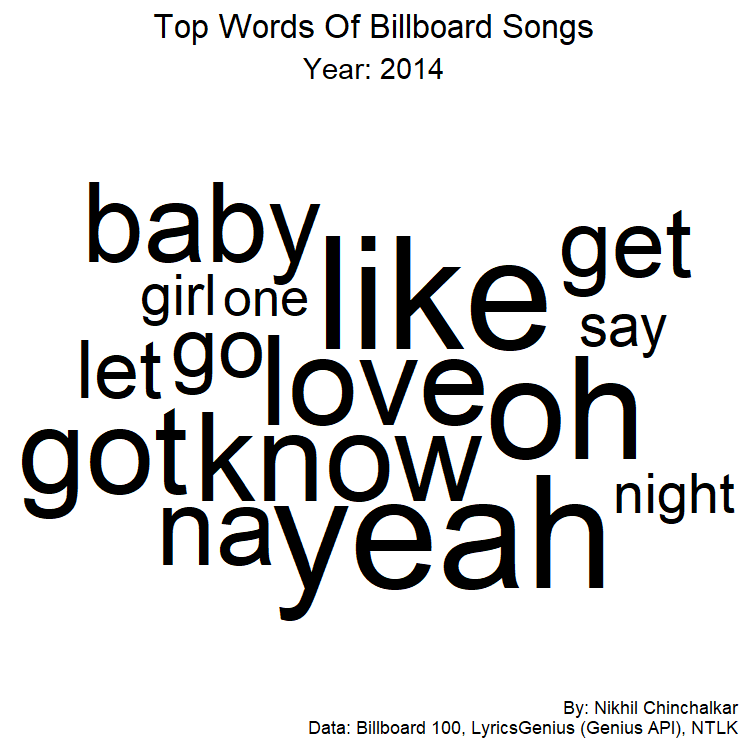 Top Words Of Billboard Songs
Year: 2014
baby
like
get
girl one
say
let go
love
oh
got know
night
na yeah
By: Nikhil Chinchalkar
Data: Billboard 100, LyricsGenius (Genius API), NTLK